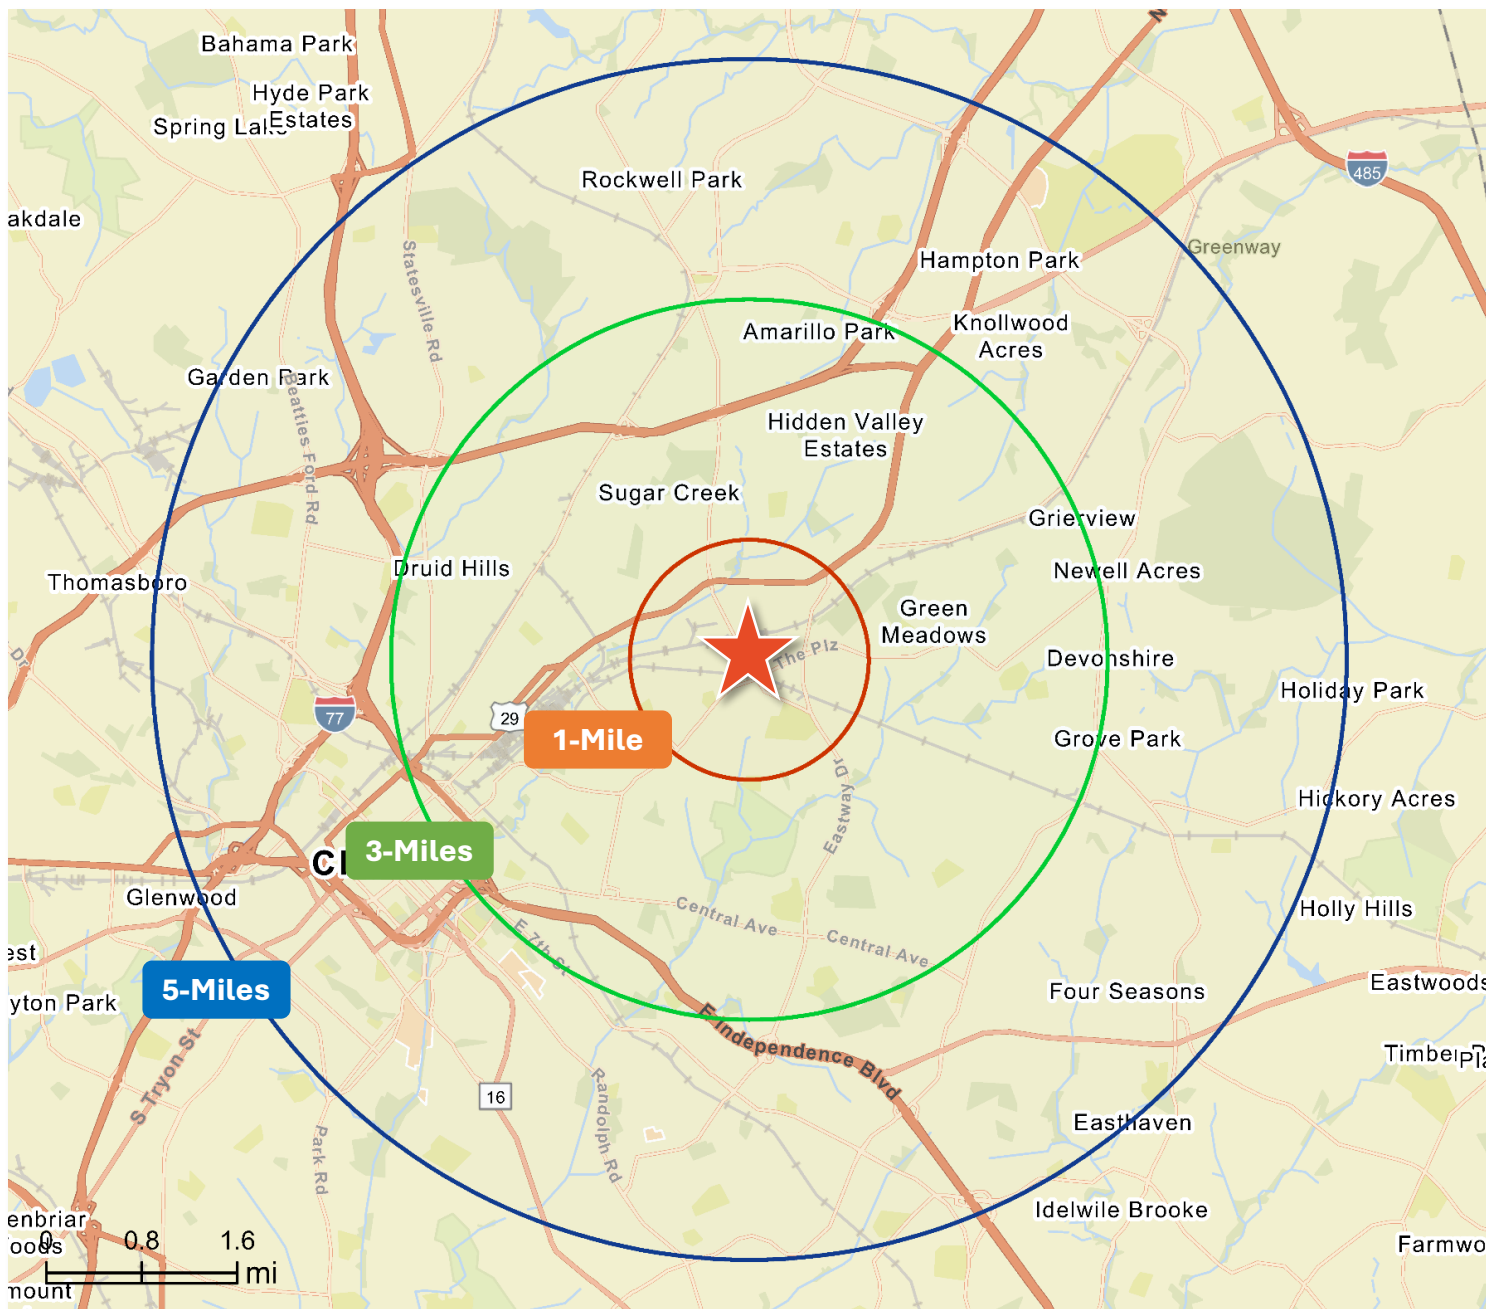 Bahama Park
Hyde Park
Estates
Spring Lake
Rockwell Park
485
akdale
Greenway
Statesville Rd
Hampton Park
Knollwood
Acres
Amarillo Park
Garden Park
Beatties Ford Rd
Hidden Valley
Estates
Sugar Creek
Grierview
Druid Hills
Newell Acres
Thomasboro
Green
Meadows
The Plz
Devonshire
Dr
Holiday Park
77
29
1-Mile
Grove Park
Eastway Dr
Hickory Acres
3-Miles
Glenwood
Central Ave
Central Ave
Holly Hills
E 7th St
est
5-Miles
yton Park
Four Seasons
Eastwoods
E Independence Blvd
S Tryon St
16
Randolph Rd
Park Rd
Easthaven
Idelwile Brooke
enbriar
oods
0 0.8 1.6
mi
mount
Farmwo